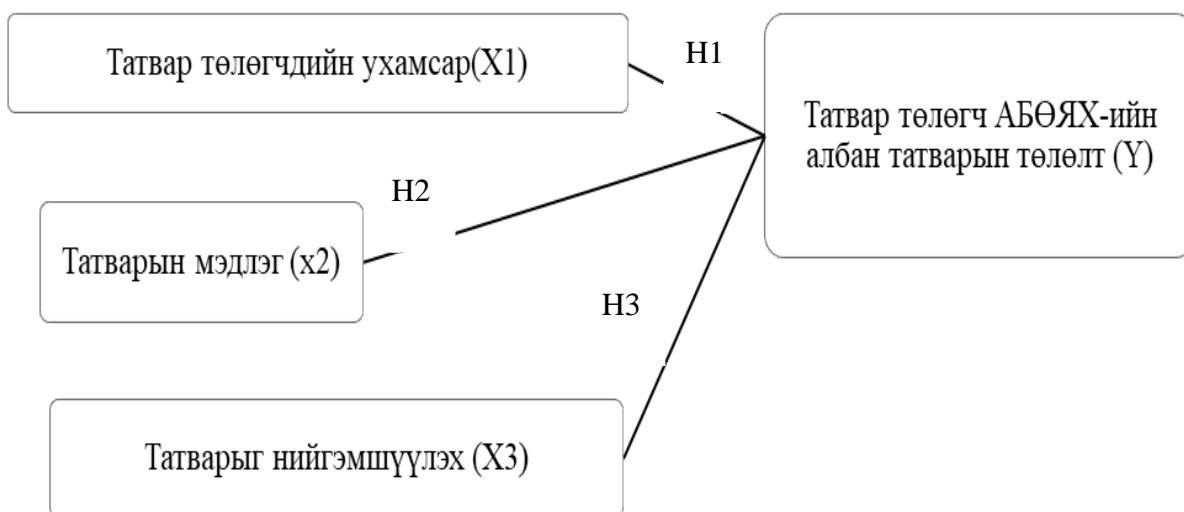 Татвар төлөгчдийн ухамсар(X1)
H1
Татвар төлөгч АБӨЯХ-ийн
албан татварын төлөлт (Y)
H2
Татварын мэдлэг (x2)
H3
Татварыг нийгэмшүүлэх (X3)